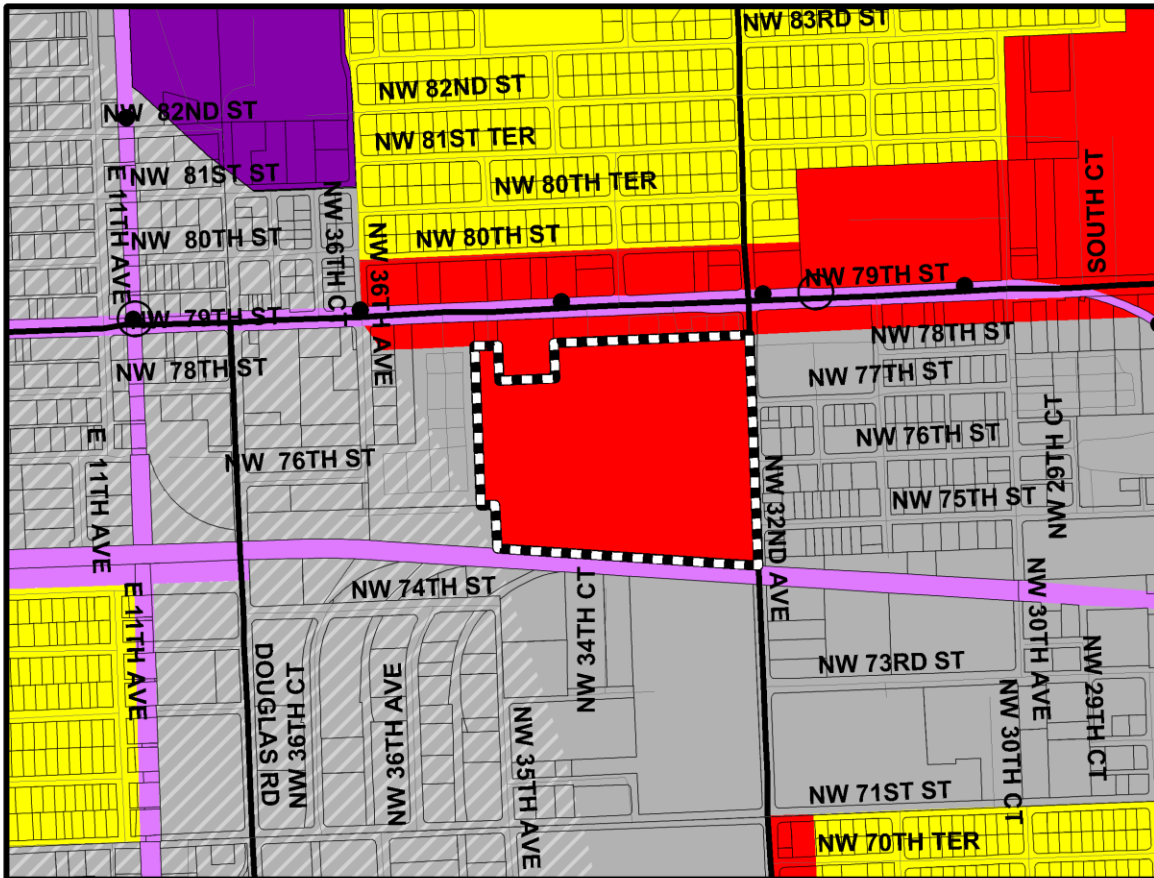 NW 83RD ST
NW 82ND ST
NW  82ND ST
NW 81ST TER
NW  81ST ST
NW 80TH TER
E 11TH AVE
NW 36TH C
SOUTH CT
NW 80TH ST
NW 80TH ST
NW 36TH AVE
NW 79TH ST
NW  79TH ST
NW 78TH ST
NW 78TH ST
NW 77TH ST
NW 29TH CT
E 11TH AVE
NW 76TH ST
NW 76TH ST
NW 32ND AVE
NW 75TH ST
NW 74TH ST
NW 34TH CT
NW 30TH AVE
E 11TH AVE
DOUGLAS RD
NW 36TH CT
NW 36TH AVE
NW 73RD ST
NW 29TH CT
NW 35TH AVE
NW 30TH CT
NW 71ST ST
NW 70TH TER